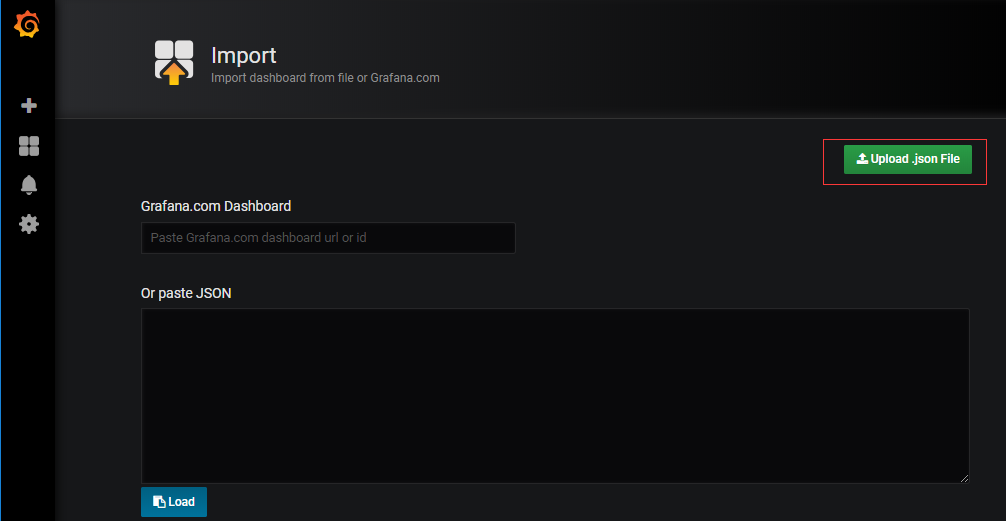 Import
Import dashboard from file or Grafana.com
Upload .json File
Grafana.com Dashboard
Paste Grafana.com dashboard url or id
Or paste JSON
Load